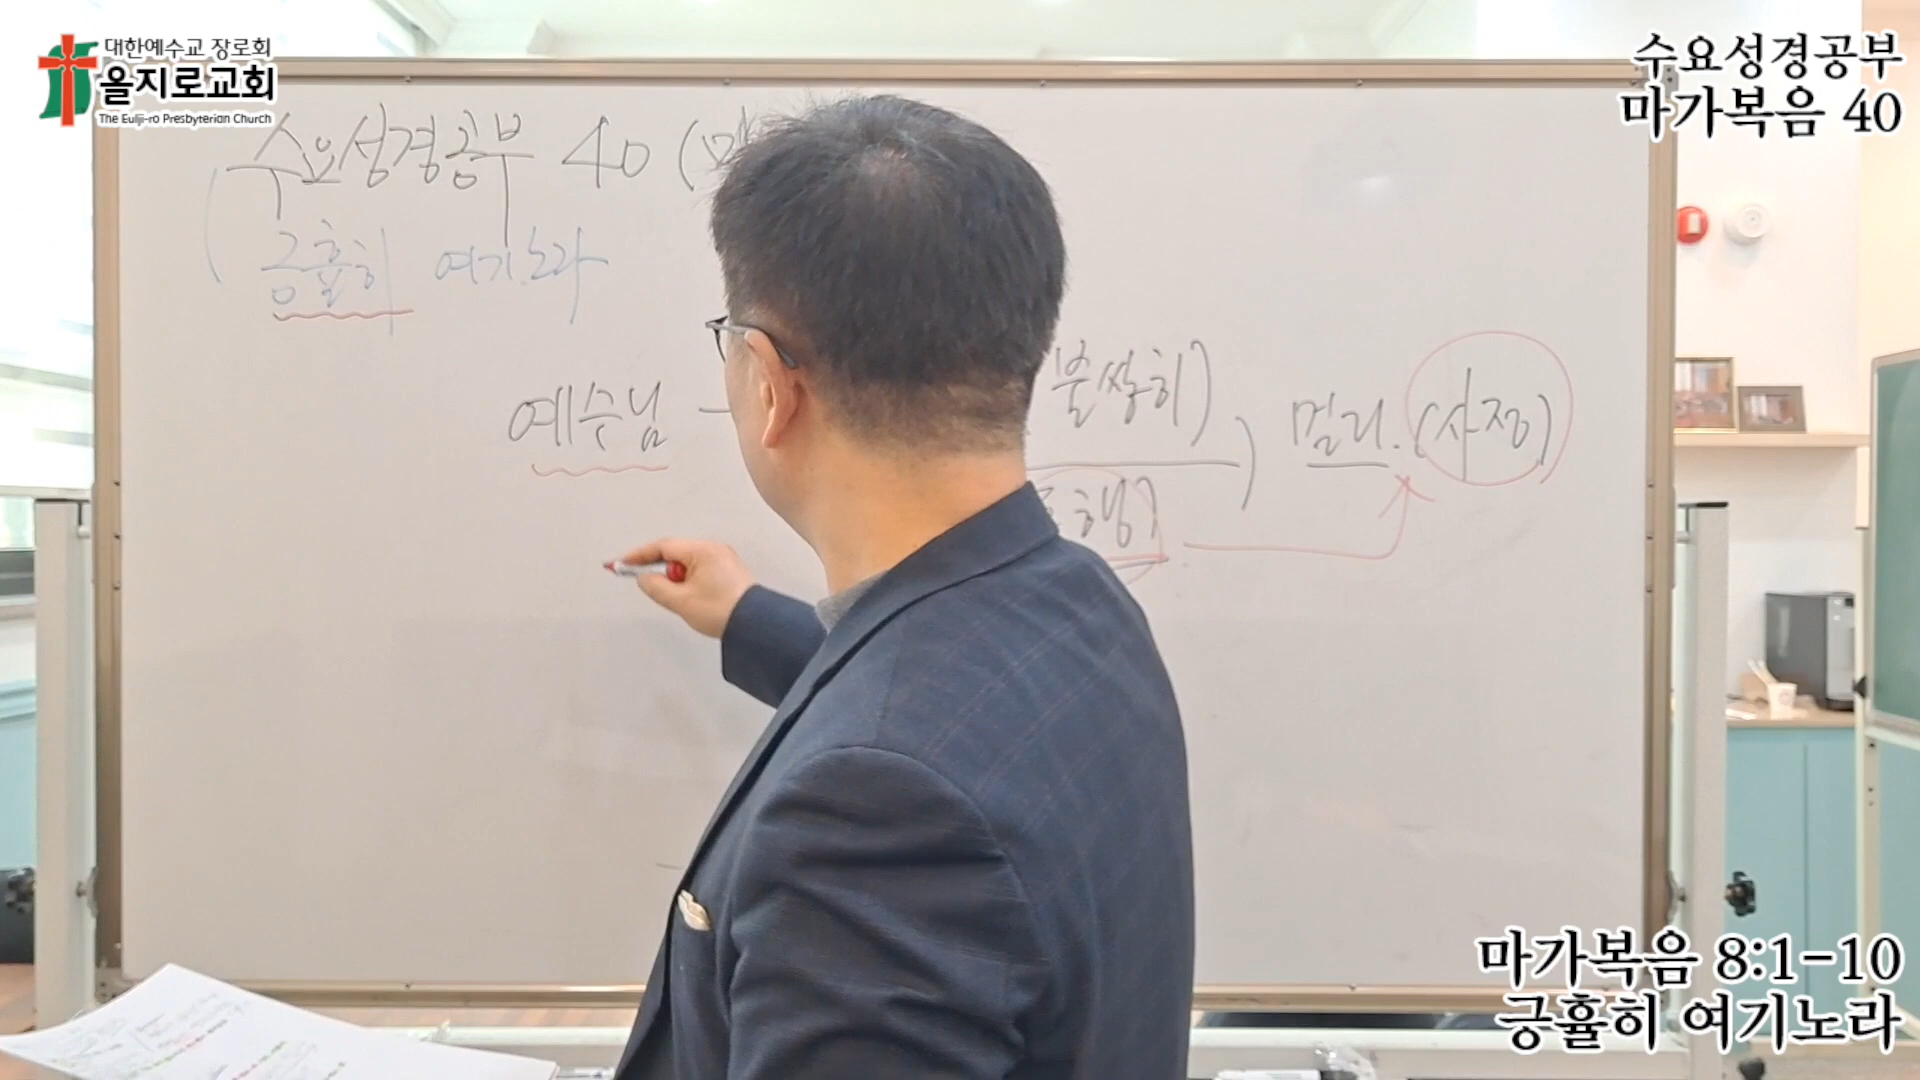 대한예수교 장로회
을지로교회
The Eulji-ro Presbyterian Church
수요성경공부
마가복음 40
수요성경공부 40 (마
긍휼히 여기노라
불쌍히)
예수님 -
멀리. (사정)
행)
마가복음 8:1-10
긍휼히 여기노라